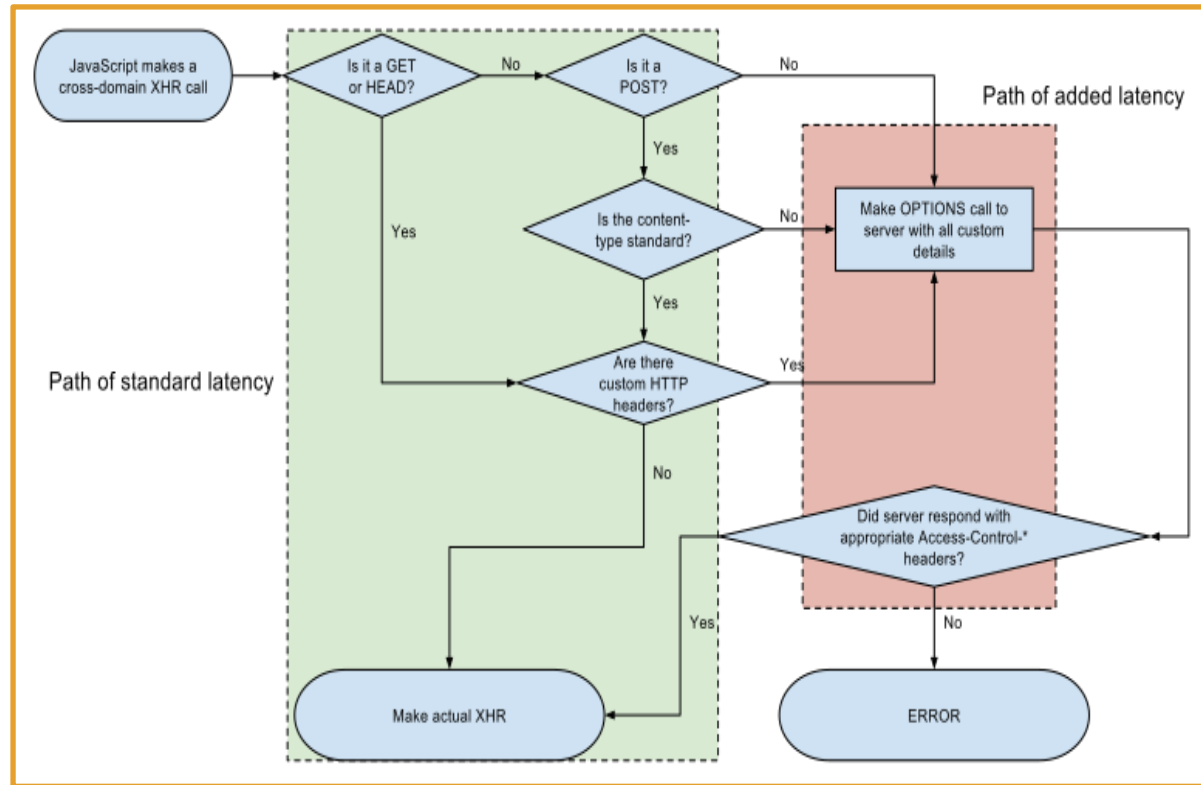 JavaScript makes a
cross-domain XHR call
Is it a GET
or HEAD?
No
Is it a
POST?
No
Path of added latency
Yes
Yes
Is the content-
type standard?
No
Make OPTIONS call to
server with all custom
details
Yes
Path of standard latency
Are there
custom HTTP
headers?
Yes
No
Did server respond with
appropriate Access-Control-*
headers?
Yes
No
Make actual XHR
ERROR